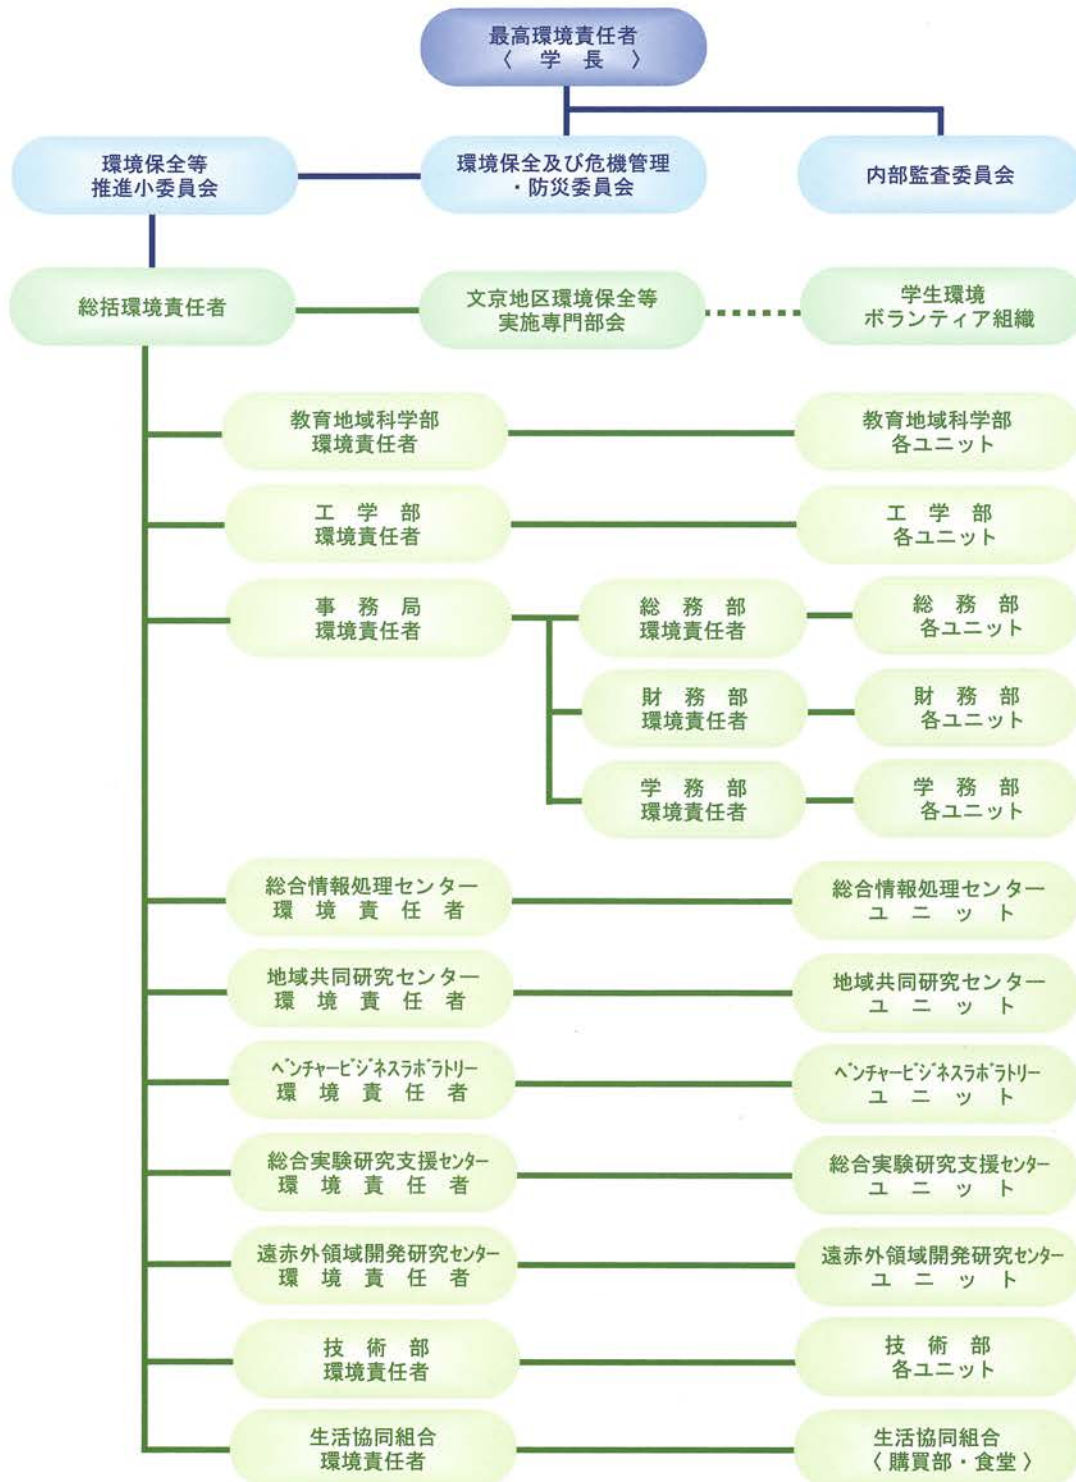 最高環境責任者
〈 学 長 〉
環境保全等
推進小委員会
環境保全及び危機管理
・防災委員会
内部監査委員会
総括環境責任者
文京地区環境保全等
実施専門部会
学生環境
ボランティア組織
教育地域科学部
環境責任者
教育地域科学部
各ユニット
工 学 部
環境責任者
工 学 部
各ユニット
事 務 局
環境責任者
総 務 部
環境責任者
総 務 部
各ユニット
財 務 部
環境責任者
財 務 部
各ユニット
学 務 部
環境責任者
学 務 部
各ユニット
総合情報処理センター
環 境 責 任 者
総合情報処理センター
ユ ニ ッ ト
地域共同研究センター
環 境 責 任 者
地域共同研究センター
ユ ニ ッ ト
ベンチャービジネスラボラトリー
環 境 責 任 者
ベンチャービジネスラボラトリー
ユ ニ ッ ト
総合実験研究支援センター
環 境 責 任 者
総合実験研究支援センター
ユ ニ ッ ト
遠赤外領域開発研究センター
環 境 責 任 者
遠赤外領域開発研究センター
ユ ニ ッ ト
技 術 部
環境責任者
技 術 部
各ユニット
生活協同組合
環境責任者
生活協同組合
〈 購買部・食堂 〉